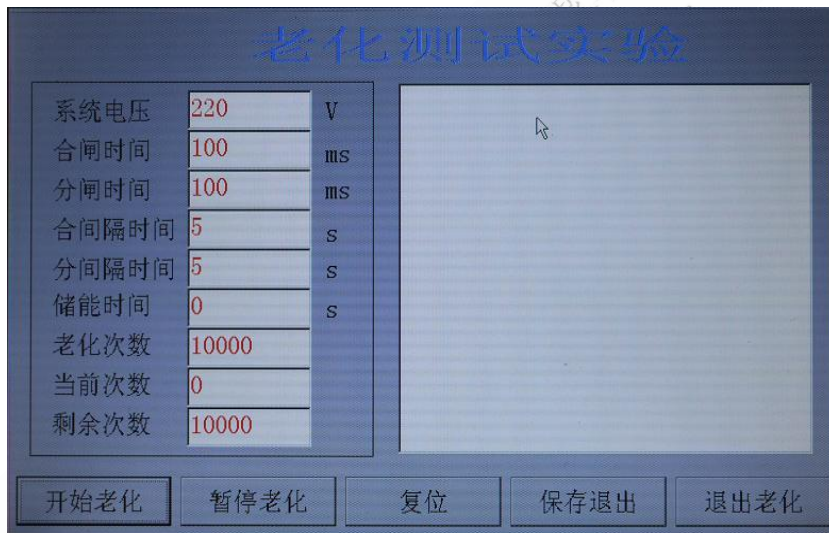 老化测试实验
系统电压 220 V
合闸时间 100 ms
分闸时间 100 ms
合间隔时间 5 s
分间隔时间 5 s
储能时间 0 s
老化次数 10000
当前次数 0
剩余次数 10000
开始老化 暂停老化 复位 保存退出 退出老化